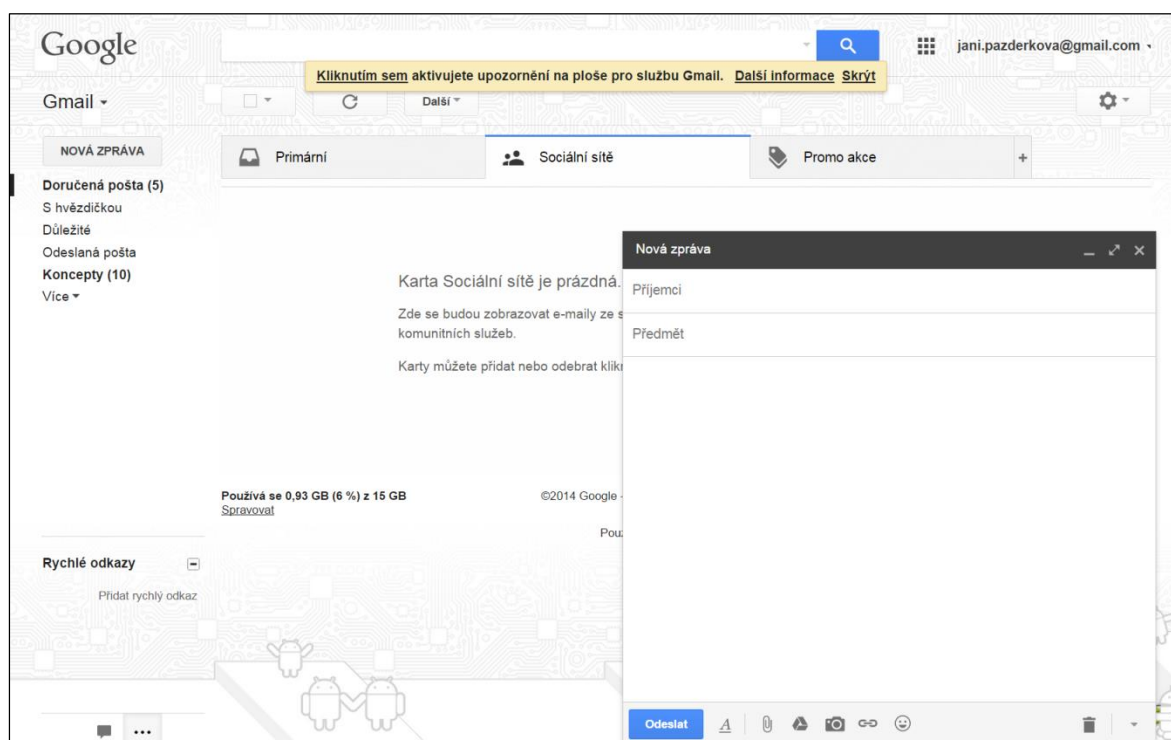 Google
jani.pazderkova@gmail.com
Kliknutím sem aktivujete upozornění na ploše pro službu Gmail. Další informace Skrýt
Gmail
Další
NOVÁ ZPRÁVA
Primární
Sociální sítě
Promo akce
+
Doručená pošta (5)
S hvězdičkou
Důležité
Odeslaná pošta
Koncepty (10)
Více
Karta Sociální sítě je prázdná.
Zde se budou zobrazovat e-maily ze s
komunitních služeb.
Karty můžete přidat nebo odebrat klik
Používá se 0,93 GB (6 %) z 15 GB
Spravovat
©2014 Google -
Rychlé odkazy
Přidat rychlý odkaz
Nová zpráva
Příjemci
Předmět
Odeslat
A